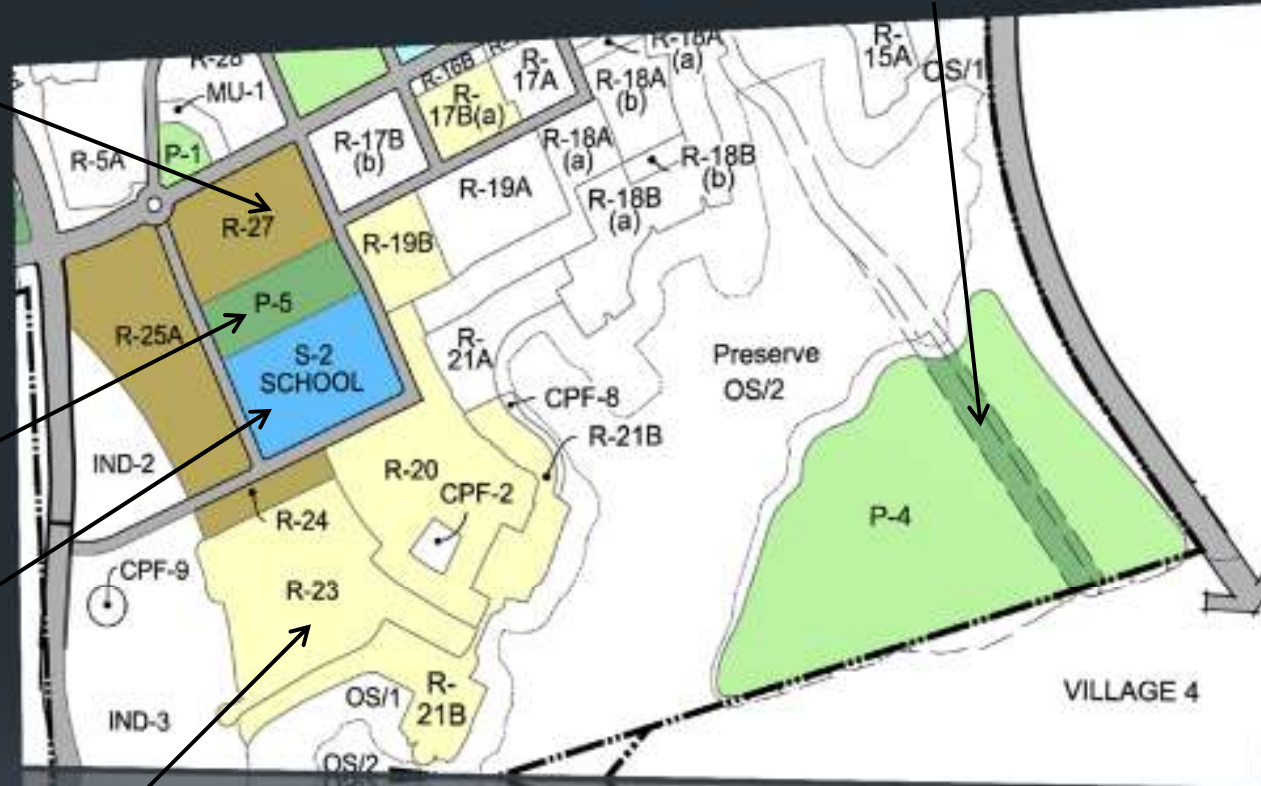 R-28
MU-1
R-5A
P-1
R-16B
R-
17A
R-
17B(a)
R-17B
(b)
R-18A
(a)
R-18A
(b)
R-
15A
OS/1
R-18A
(a)
R-18B
(b)
R-18B
(a)
R-19A
R-19B
R-27
P-5
R-25A
S-2
SCHOOL
R-
21A
Preserve
OS/2
CPF-8
R-21B
IND-2
R-20
CPF-2
R-24
P-4
CPF-9
R-23
R-
21B
OS/1
IND-3
OS/2
VILLAGE 4